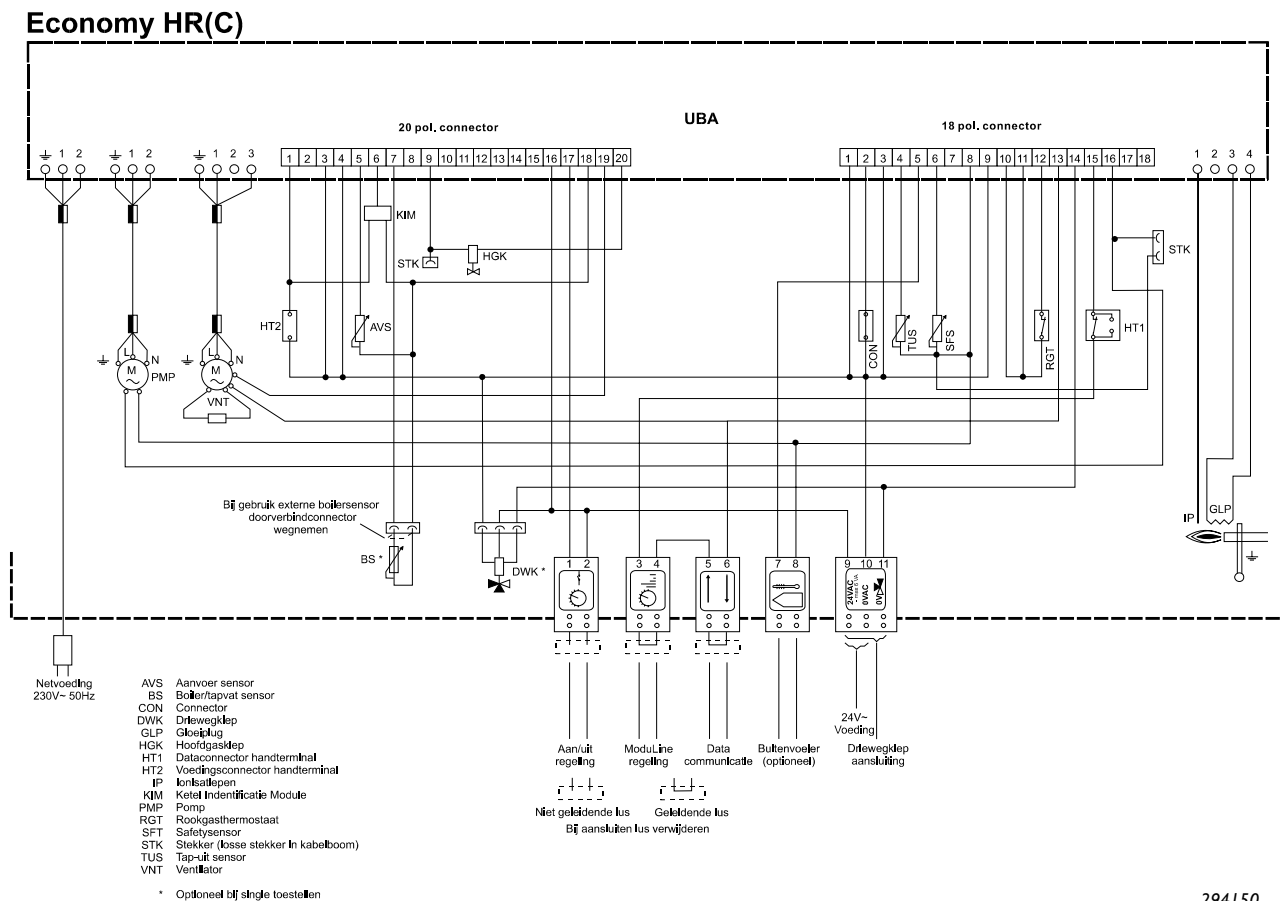 Economy HR(C)
UBA
20 pol. connector
18 pol. connector
1 2
1 2
1 2 3
1 2 3 4 5 6 7 8 9 10 11 12 13 14 15 16 17 18 19 20
1 2 3 4 5 6 7 8 9 10 11 12 13 14 15 16 17 18
1 2 3 4
KIM
STK
HGK
STK
HT2
AVS
TUS
SFS
CON
RGT
HT1
L
N
M
PMP
L
N
M
VNT
Bij gebruik externe boilersensor
doorverbindconnector
wegnemen
BS *
DWK *
IP
GLP
1 2
3 4
5 6
7 8
9 10 11
24VAC
• max 6 VA
0VAC
0V
Netvoeding
230V~ 50Hz
24V~
Voeding
Aan/uit
regeling
ModuLine
regeling
Data
communicatie
Buitenvoeler
(optioneel)
Driewegklep
aansluiting
Niet geleidende lus
Geleidende lus
Bij aansluiten lus verwijderen
AVS Aanvoer sensor
BS Boiler/tapvat sensor
CON Connector
DWK Driewegklep
GLP Gloeiplug
HGK Hoofdgasklep
HT1 Dataconnector handterminal
HT2 Voedingsconnector handterminal
IP Ionisatiepen
KIM Ketel Indentificatie Module
PMP Pomp
RGT Rookgasthermostaat
SFT Safetysensor
STK Stekker (losse stekker in kabelboom)
TUS Tap-uit sensor
VNT Ventilator
* Optioneel bij single toestellen
294150